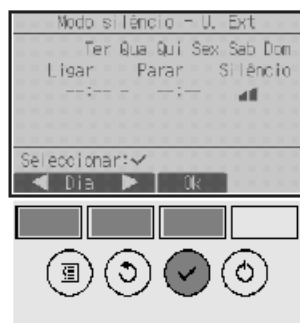 Modo silêncio - U. Ext
Ter Qua Qui Sex Sab Dom
Ligar Parar Silêncio
--:-- - --:--
Seleccionar:✓
◀ Dia ▶ Ok